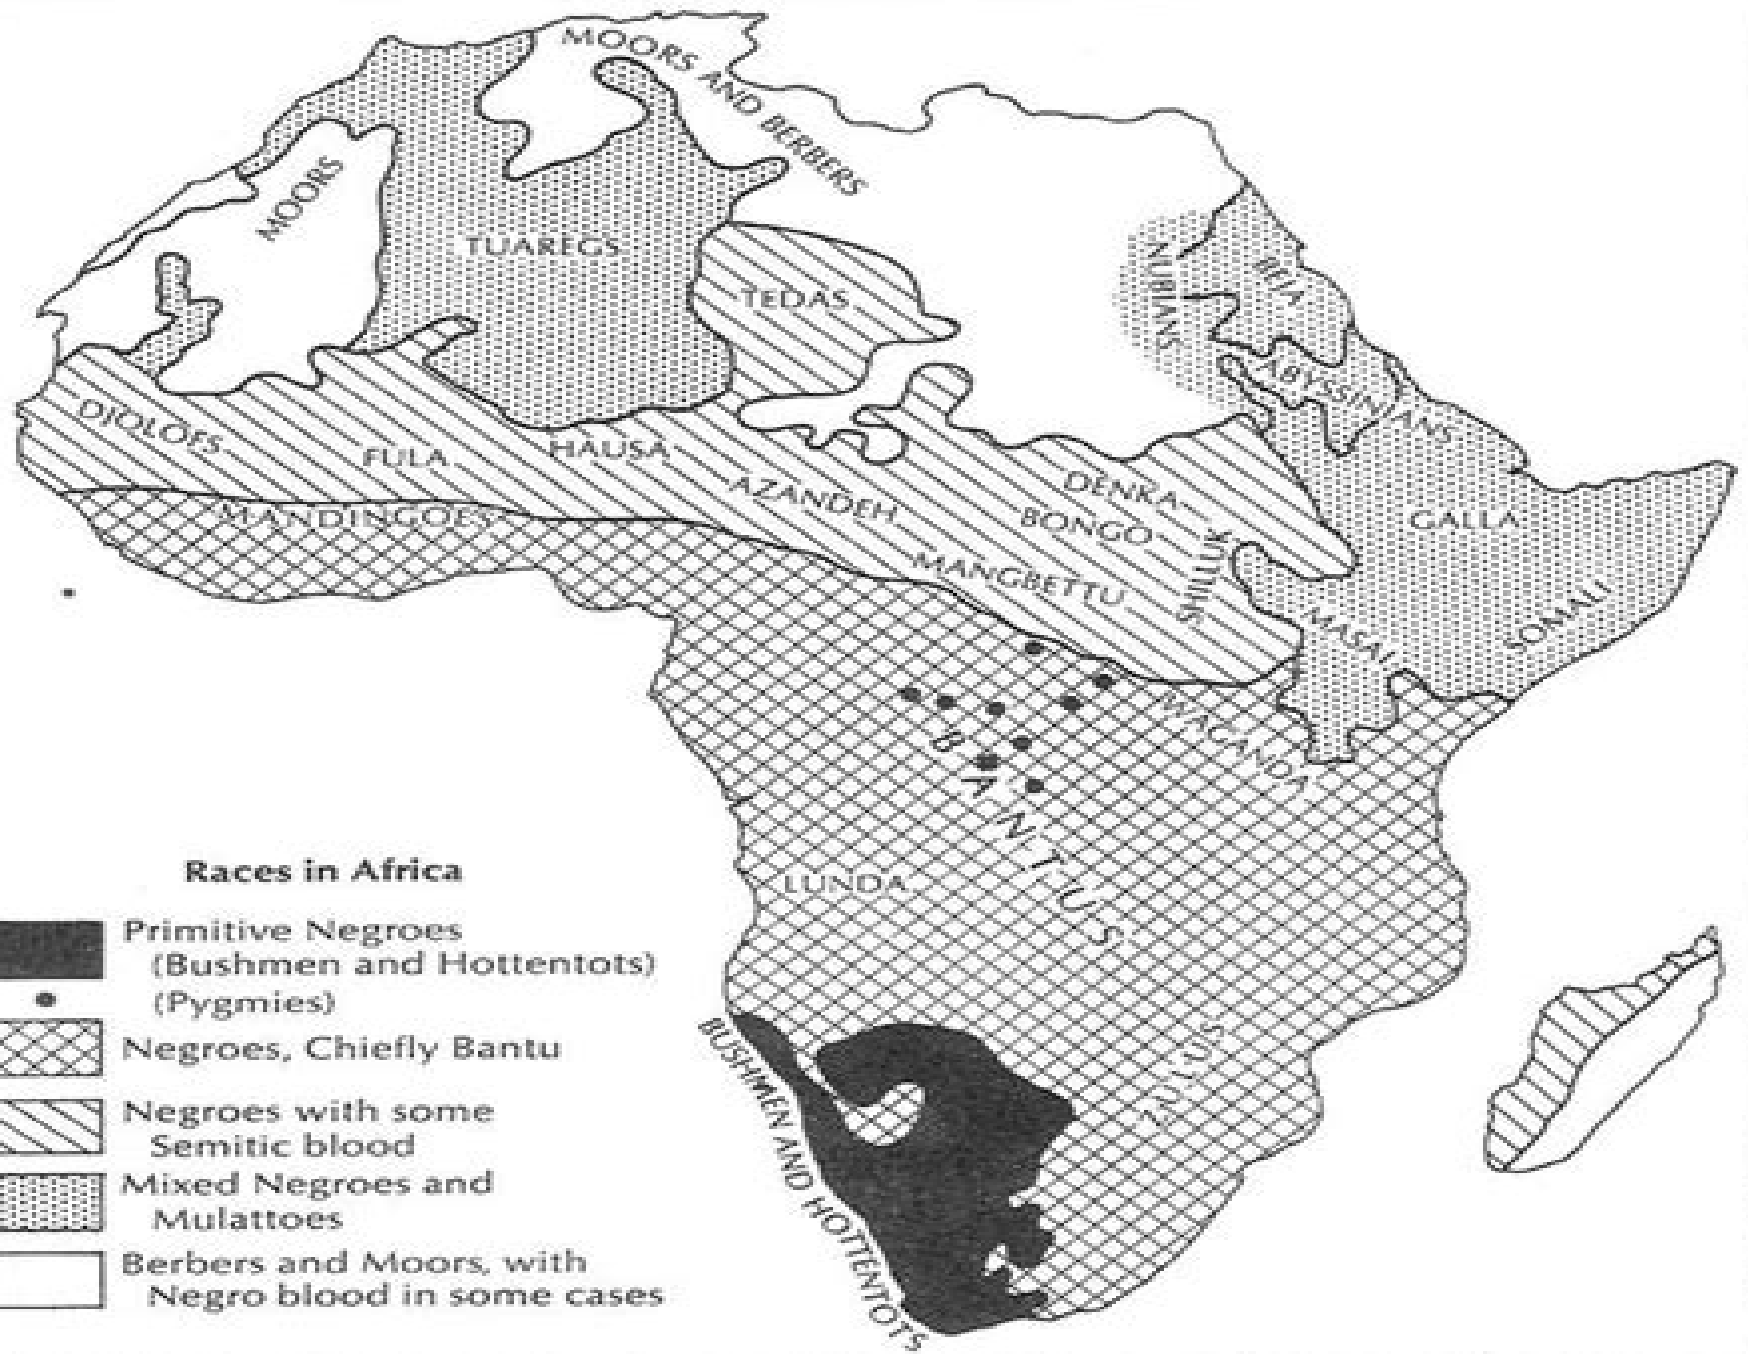 MOORS AND BERBERS
MOORS
TUAREGS
TEDAS
NUBIANS
BEJA
ABYSSINIANS
DJOLOES
FULA
HAUSA
AZANDEH
DENKA
BONGO
SHILLUK
MANGBETTU
GALLA
SOMALI
MASAI
MANDINGOES
WAGANDA
BANTUS
LUNDA
ZULUS
BUSHMEN AND HOTTENTOTS
Races in Africa
Primitive Negroes
(Bushmen and Hottentots)
(Pygmies)
Negroes, Chiefly Bantu
Negroes with some
Semitic blood
Mixed Negroes and
Mulattoes
Berbers and Moors, with
Negro blood in some cases